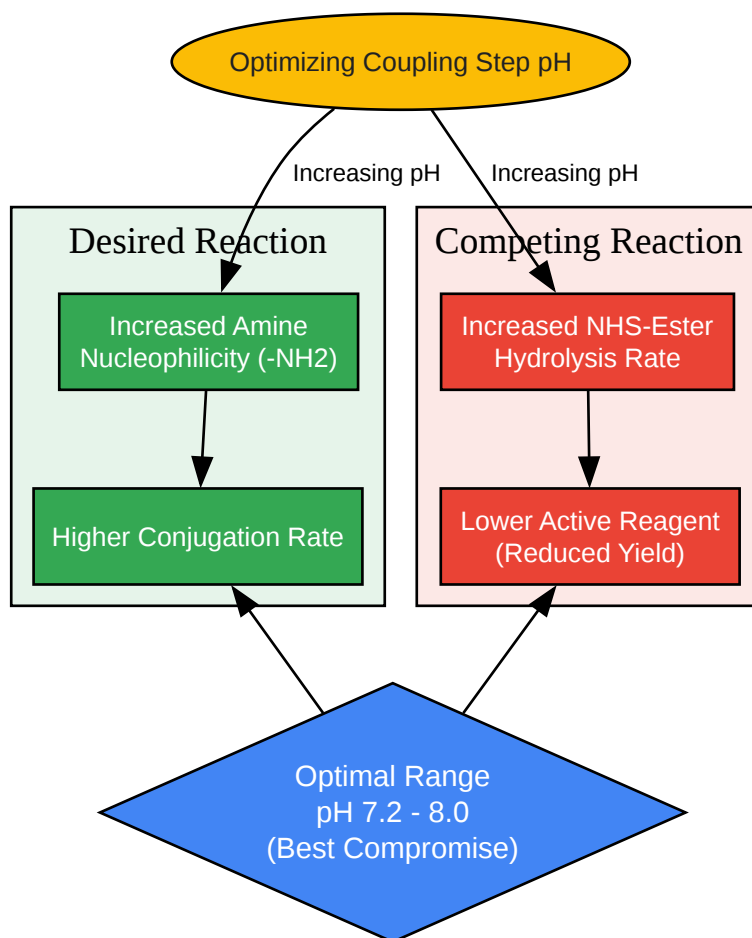 Optimizing Coupling Step pH
Increasing pH
Increasing pH
Desired Reaction
Increased Amine
Nucleophilicity (-NH2)
Higher Conjugation Rate
Competing Reaction
Increased NHS-Ester
Hydrolysis Rate
Lower Active Reagent
(Reduced Yield)
Optimal Range
pH 7.2 - 8.0
(Best Compromise)